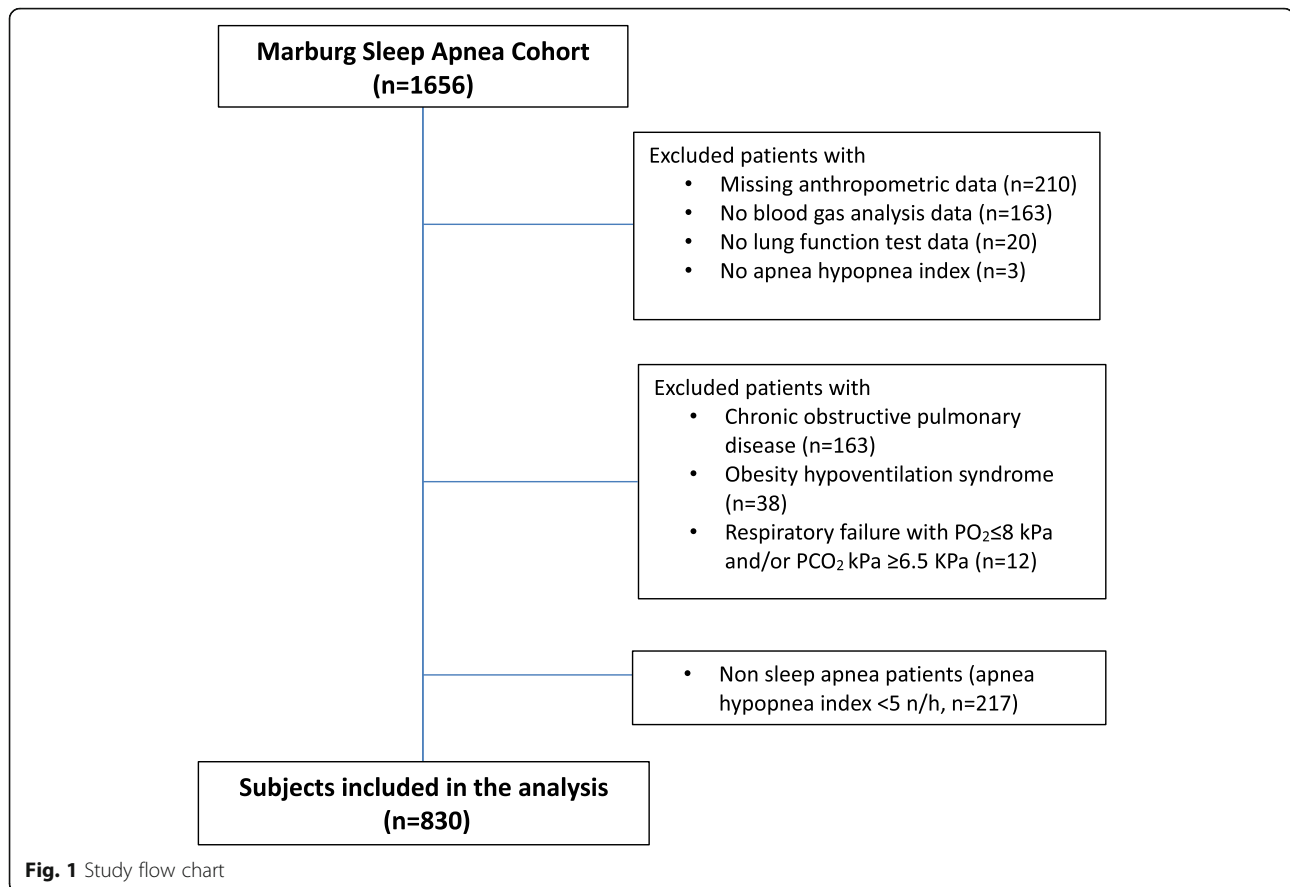 Marburg Sleep Apnea Cohort
(n=1656)
Excluded patients with
• Missing anthropometric data (n=210)
• No blood gas analysis data (n=163)
• No lung function test data (n=20)
• No apnea hypopnea index (n=3)
Excluded patients with
• Chronic obstructive pulmonary
disease (n=163)
• Obesity hypoventilation syndrome
(n=38)
• Respiratory failure with PO₂≤8 kPa
and/or PCO₂ kPa ≥6.5 KPa (n=12)
• Non sleep apnea patients (apnea
hypopnea index <5 n/h, n=217)
Subjects included in the analysis
(n=830)
Fig. 1 Study flow chart